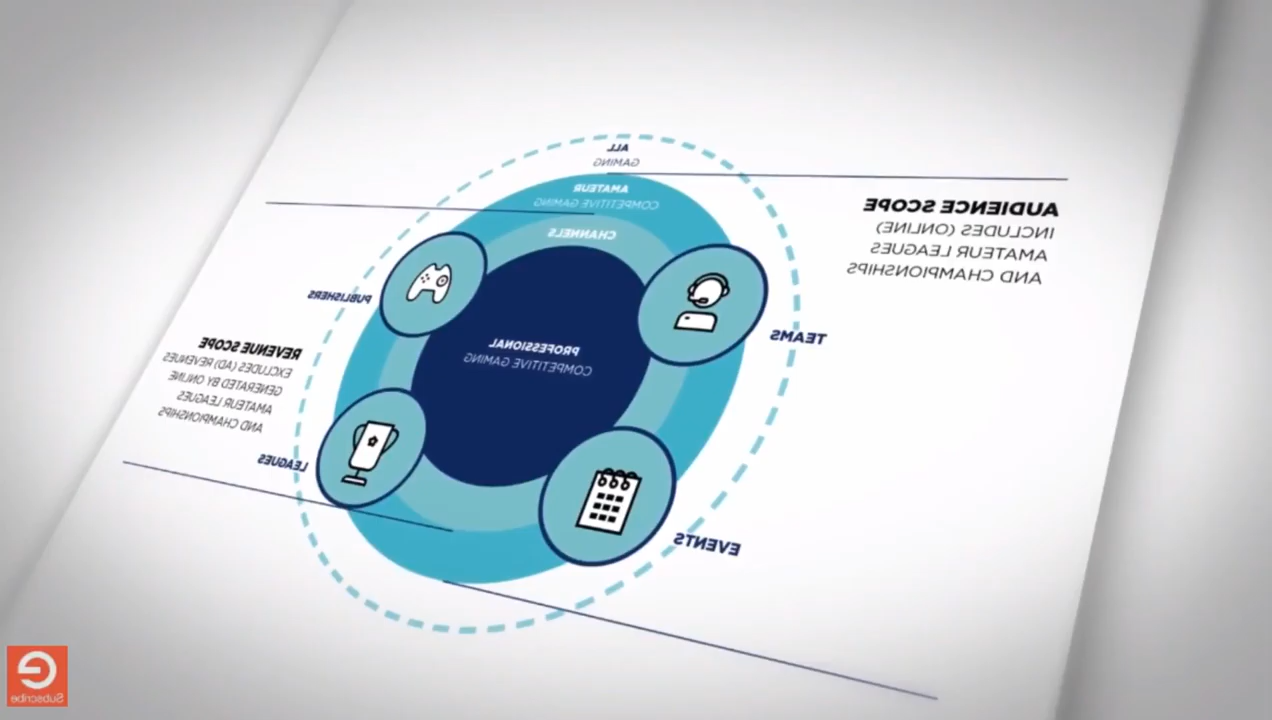 ALL
GAMING
AMATEUR
COMPETITIVE GAMING
CHANNELS
AUDIENCE SCOPE
INCLUDES (ONLINE)
AMATEUR LEAGUES
AND CHAMPIONSHIPS
PUBLISHERS
TEAMS
PROFESSIONAL
COMPETITIVE GAMING
REVENUE SCOPE
EXCLUDES (AD) REVENUES
GENERATED BY ONLINE
AMATEUR LEAGUES
AND CHAMPIONSHIPS
LEAGUES
EVENTS
G
Subscribe